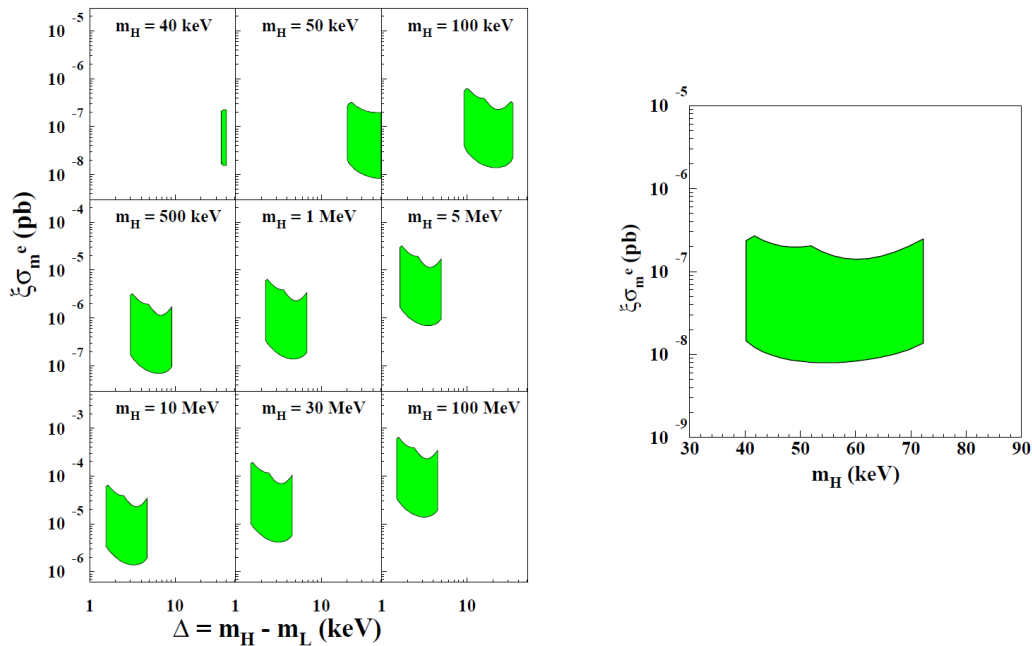 m_H = 40 keV
m_H = 50 keV
m_H = 100 keV
10^-5
10^-6
10^-7
10^-8
ξσ_m^e (pb)
m_H = 500 keV
m_H = 1 MeV
m_H = 5 MeV
10^-4
10^-5
10^-6
10^-7
m_H = 10 MeV
m_H = 30 MeV
m_H = 100 MeV
10^-3
10^-4
10^-5
10^-6
1 10 1 10 1 10
Δ = m_H - m_L (keV)
10^-5
10^-6
10^-7
10^-8
10^-9
ξσ_m^e (pb)
30 40 50 60 70 80 90
m_H (keV)